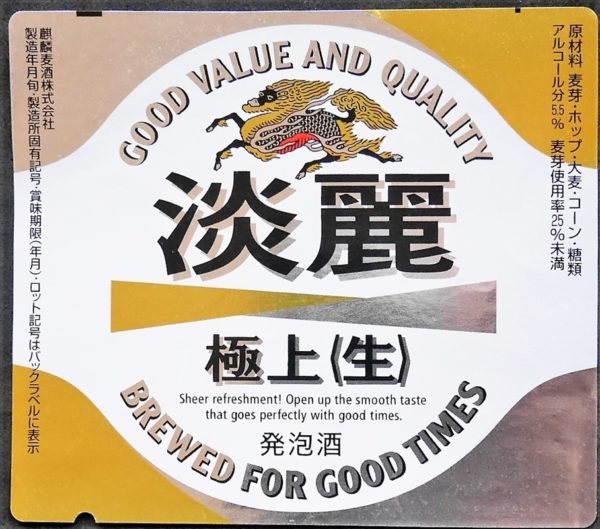 GOOD VALUE AND QUALITY
淡麗
極上〈生〉
Sheer refreshment! Open up the smooth taste
that goes perfectly with good times.
発泡酒
BREWED FOR GOOD TIMES
原材料 麦芽・ホップ・大麦・コーン・糖類
アルコール分5.5% 麦芽使用率25%未満
麒麟麦酒株式会社
製造年月旬・製造所固有記号・賞味期限(年月)・ロット記号はバックラベルに表示